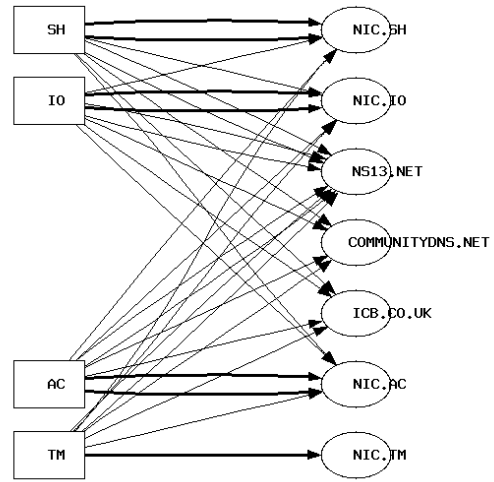 SH
NIC.SH
IO
NIC.IO
NS13.NET
COMMUNITYDNS.NET
ICB.CO.UK
AC
NIC.AC
TM
NIC.TM